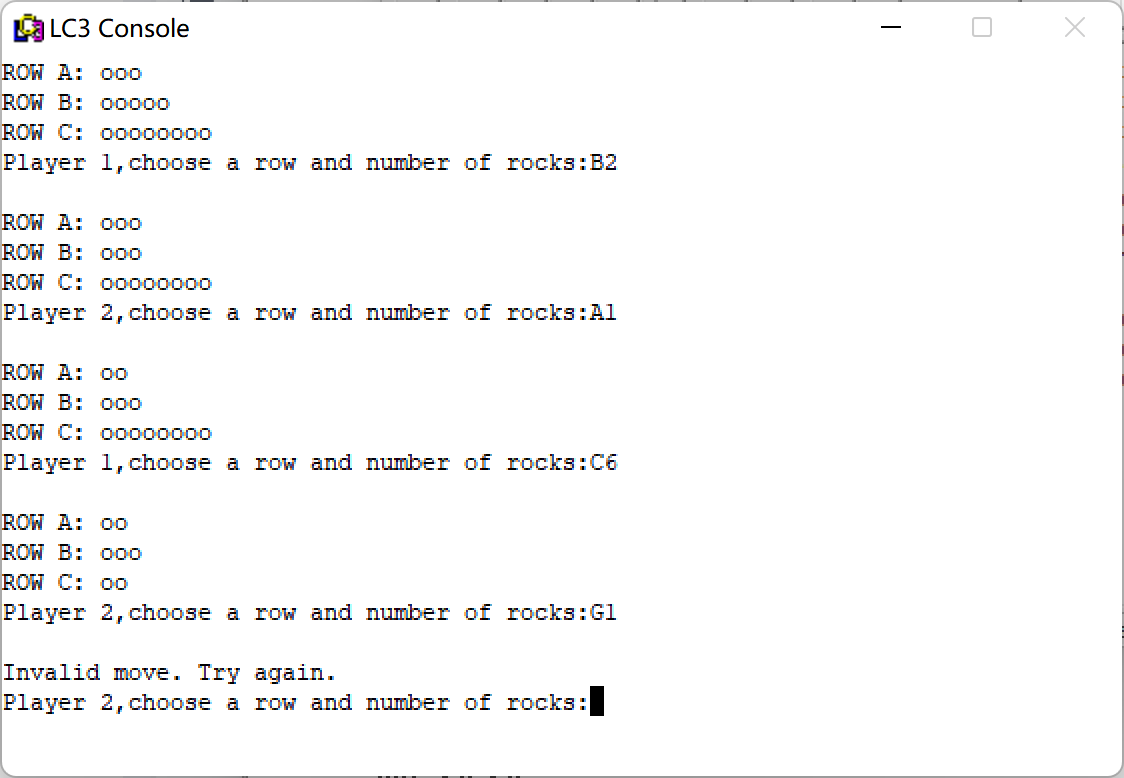 LC3 Console
ROW A: ooo
ROW B: ooooo
ROW C: oooooooo
Player 1,choose a row and number of rocks:B2
ROW A: ooo
ROW B: ooo
ROW C: oooooooo
Player 2,choose a row and number of rocks:A1
ROW A: oo
ROW B: ooo
ROW C: oooooooo
Player 1,choose a row and number of rocks:C6
ROW A: oo
ROW B: ooo
ROW C: oo
Player 2,choose a row and number of rocks:G1
Invalid move. Try again.
Player 2,choose a row and number of rocks: